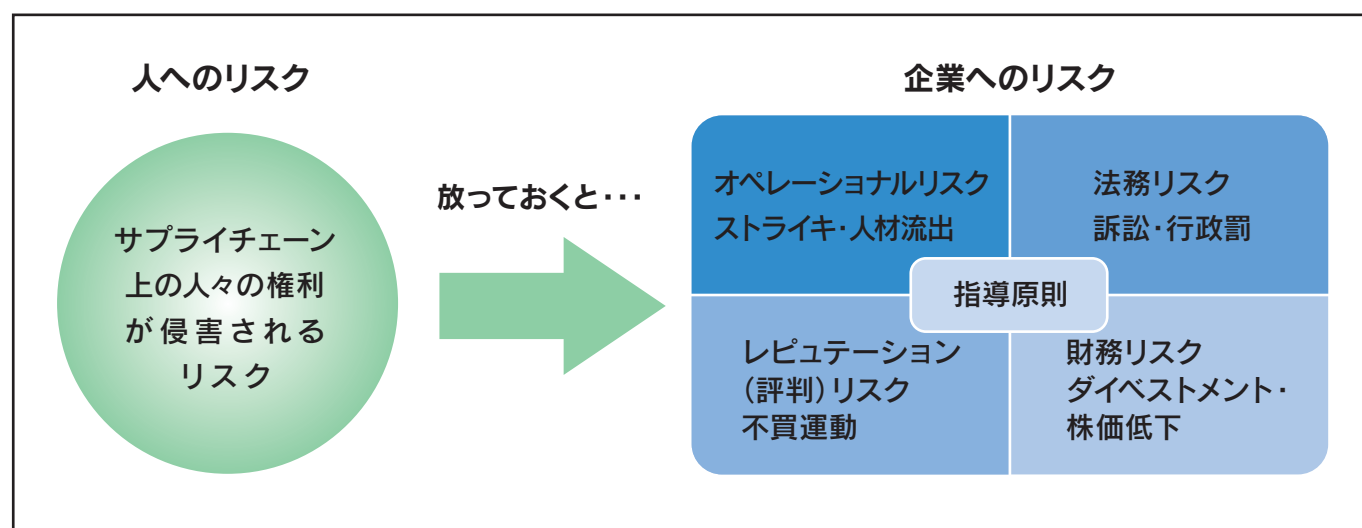 人へのリスク
企業へのリスク
サプライチェーン
上の人々の権利
が侵害される
リスク
放っておくと･･･
オペレーショナルリスク
ストライキ・人材流出
法務リスク
訴訟・行政罰
指導原則
レピュテーション
（評判）リスク
不買運動
財務リスク
ダイベストメント・
株価低下